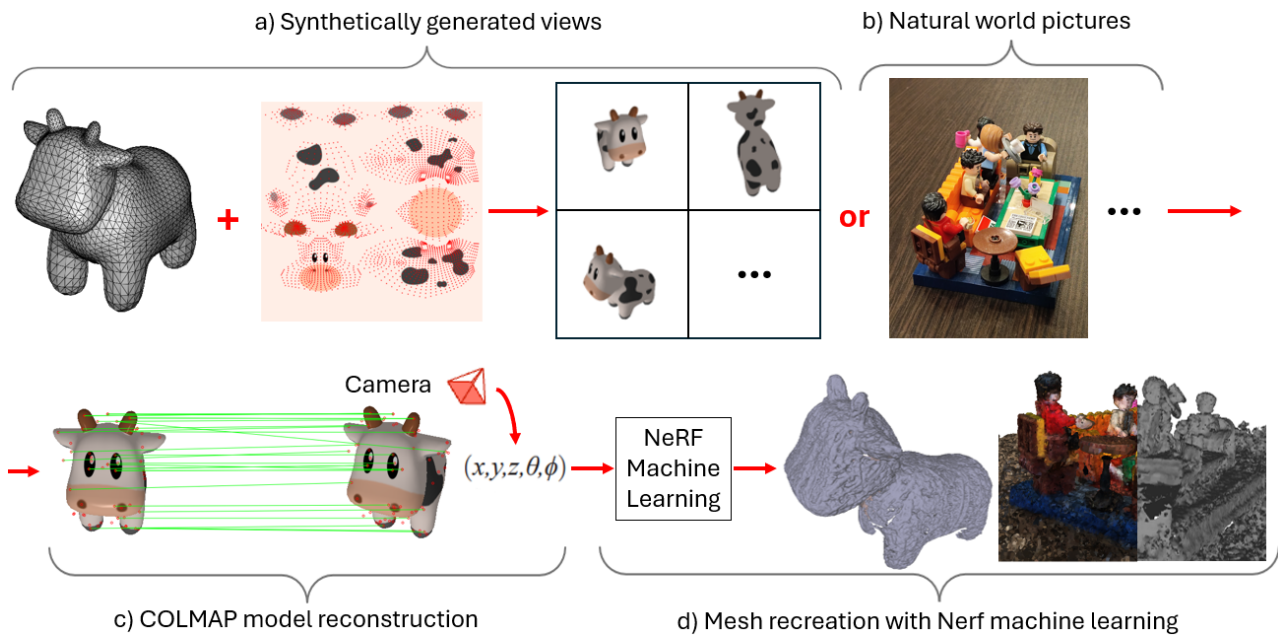 a) Synthetically generated views
b) Natural world pictures
+
or
...
...
Camera
(x,y,z,θ,ϕ)
NeRF
Machine
Learning
c) COLMAP model reconstruction
d) Mesh recreation with Nerf machine learning